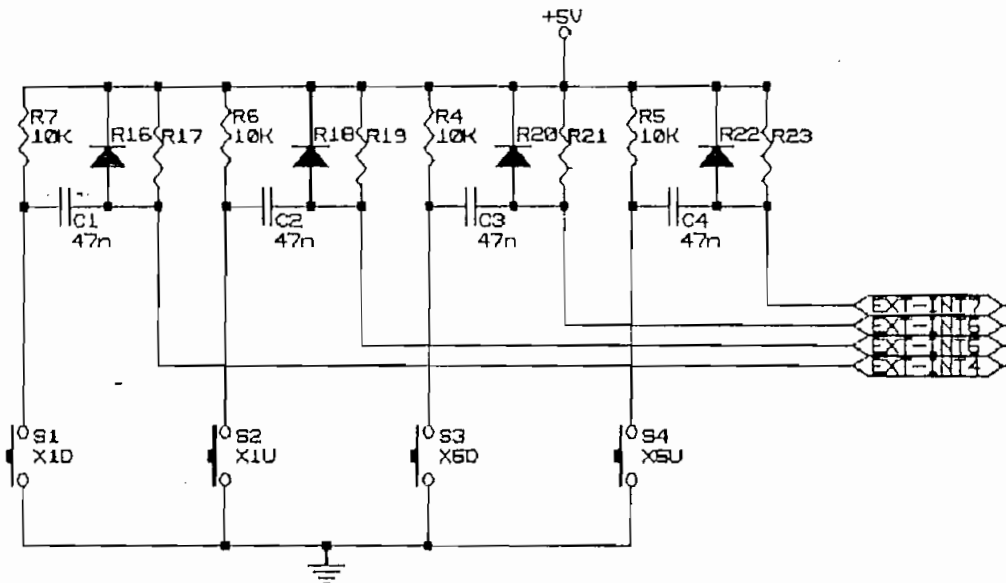 +5V
R7
10K
R16
R17
R6
10K
R18
R19
R4
10K
R20
R21
R5
10K
R22
R23
C1
47n
C2
47n
C3
47n
C4
47n
EXT-INT7
EXT-INT6
EXT-INT5
EXT-INT4
S1
X1D
S2
X1U
S3
X5D
S4
X5U